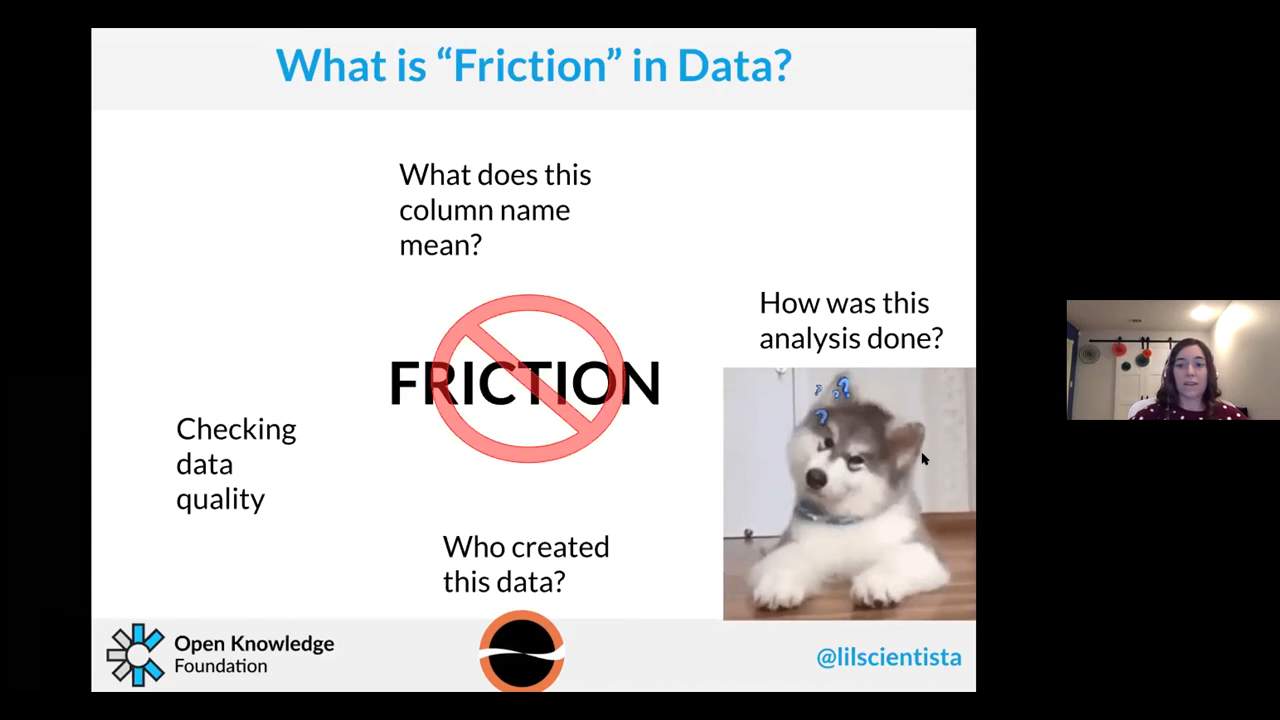 What is “Friction” in Data?
What does this
column name
mean?
How was this
analysis done?
FRICTION
Checking
data
quality
Who created
this data?
? ? ?
?
Open Knowledge
Foundation
@lilscientista